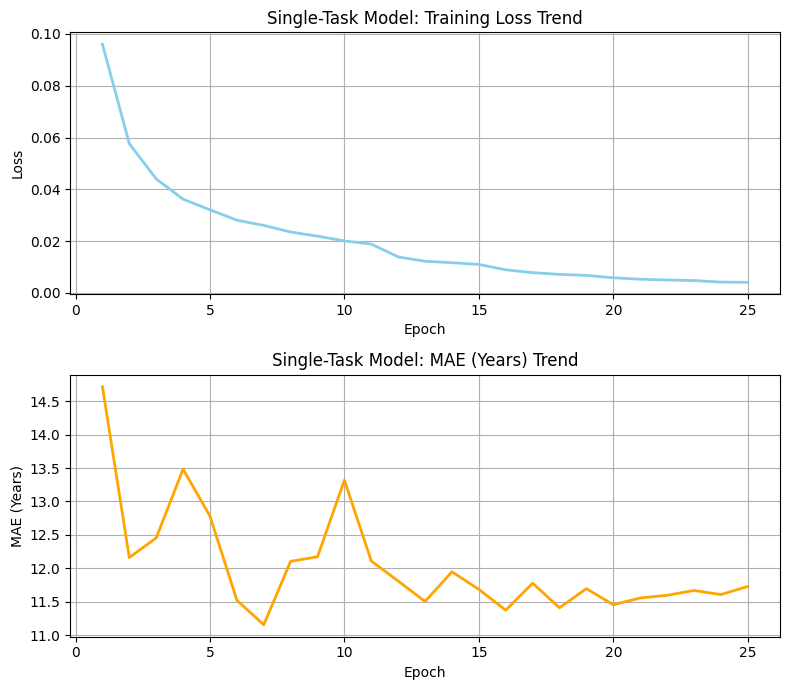 Single-Task Model: Training Loss Trend
0.10
0.08
0.06
0.04
0.02
0.00
Loss
0 5 10 15 20 25
Epoch
Single-Task Model: MAE (Years) Trend
14.5
14.0
13.5
13.0
12.5
12.0
11.5
11.0
MAE (Years)
0 5 10 15 20 25
Epoch